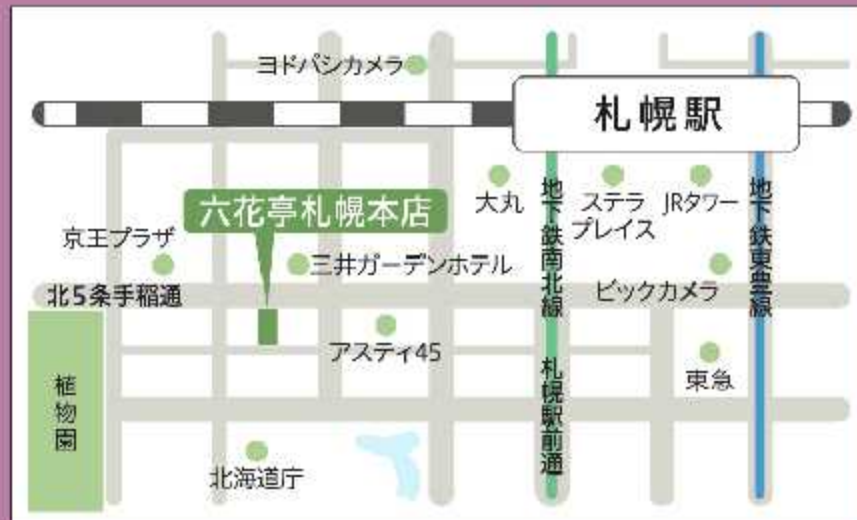 ヨドバシカメラ
札幌駅
六花亭札幌本店
大丸
地下鉄南北線
ステラ
プレイス
JRタワー
地下鉄東豊線
京王プラザ
三井ガーデンホテル
北5条手稲通
ビックカメラ
アスティ45
札幌駅前通
東急
植物園
北海道庁